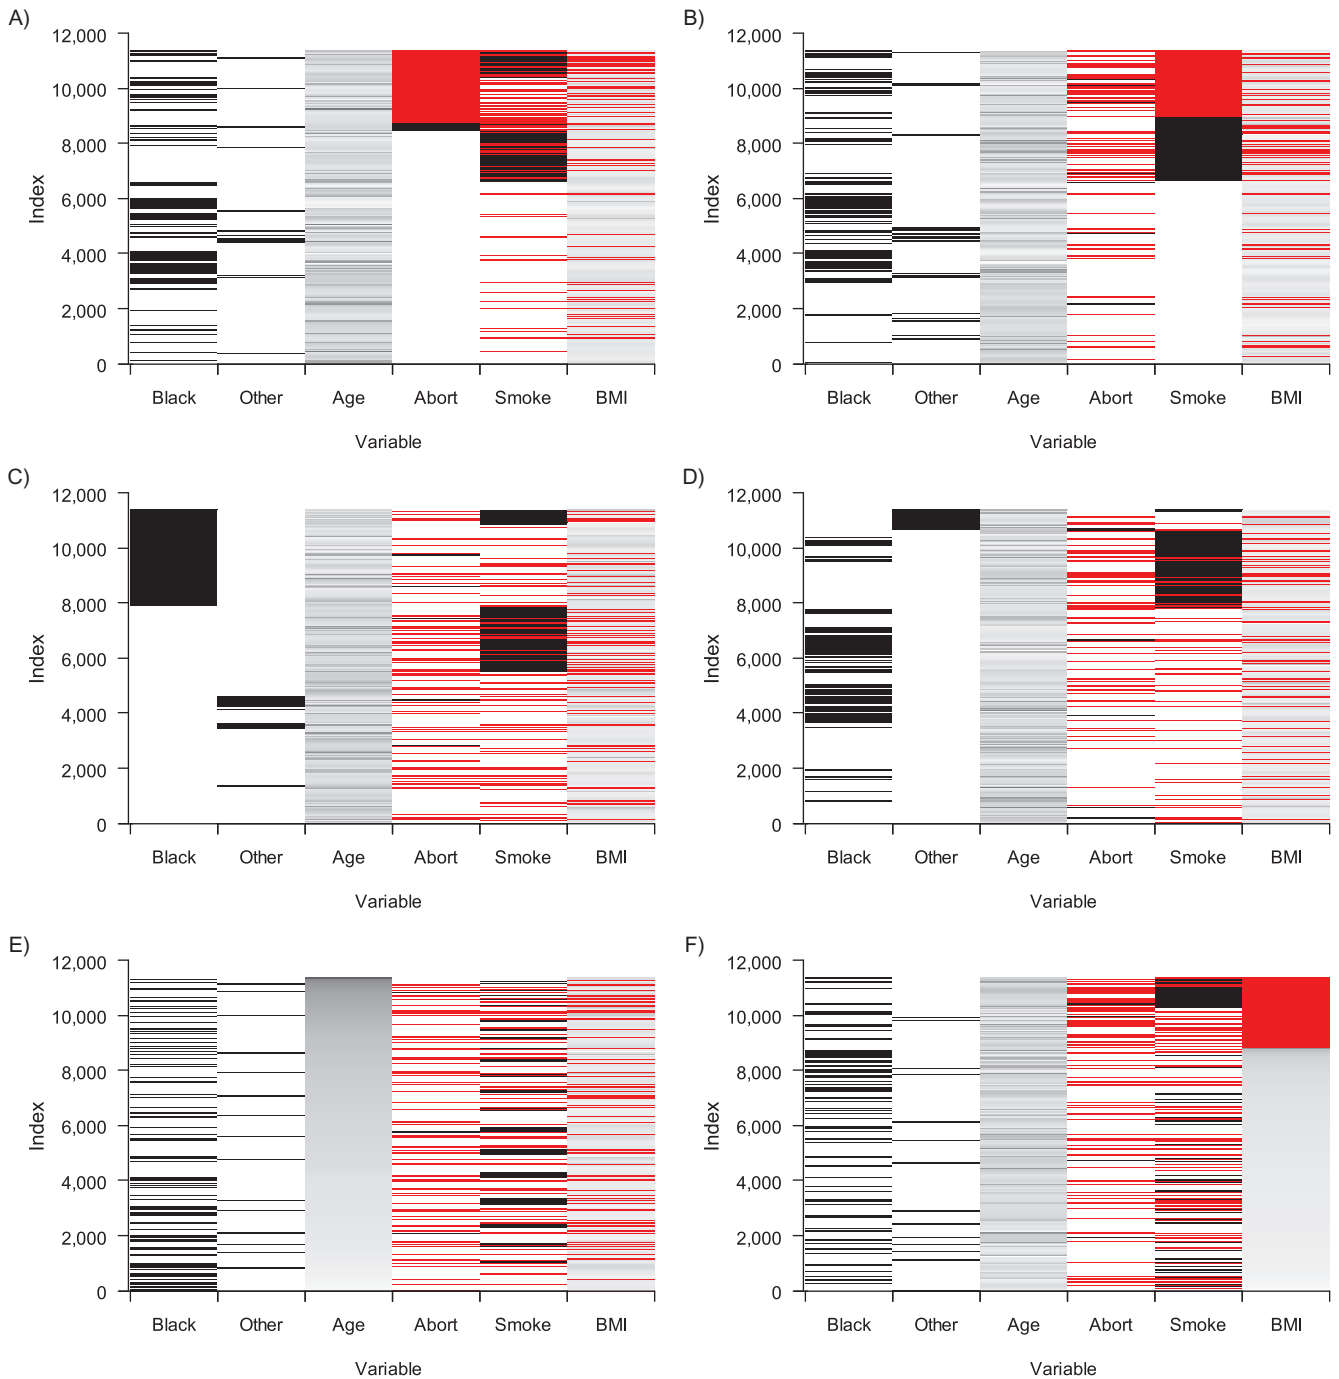 A)
12,000
10,000
8,000
6,000
4,000
2,000
0
Index
Black Other Age Abort Smoke BMI
Variable
B)
12,000
10,000
8,000
6,000
4,000
2,000
0
Index
Black Other Age Abort Smoke BMI
Variable
C)
12,000
10,000
8,000
6,000
4,000
2,000
0
Index
Black Other Age Abort Smoke BMI
Variable
D)
12,000
10,000
8,000
6,000
4,000
2,000
0
Index
Black Other Age Abort Smoke BMI
Variable
E)
12,000
10,000
8,000
6,000
4,000
2,000
0
Index
Black Other Age Abort Smoke BMI
Variable
F)
12,000
10,000
8,000
6,000
4,000
2,000
0
Index
Black Other Age Abort Smoke BMI
Variable